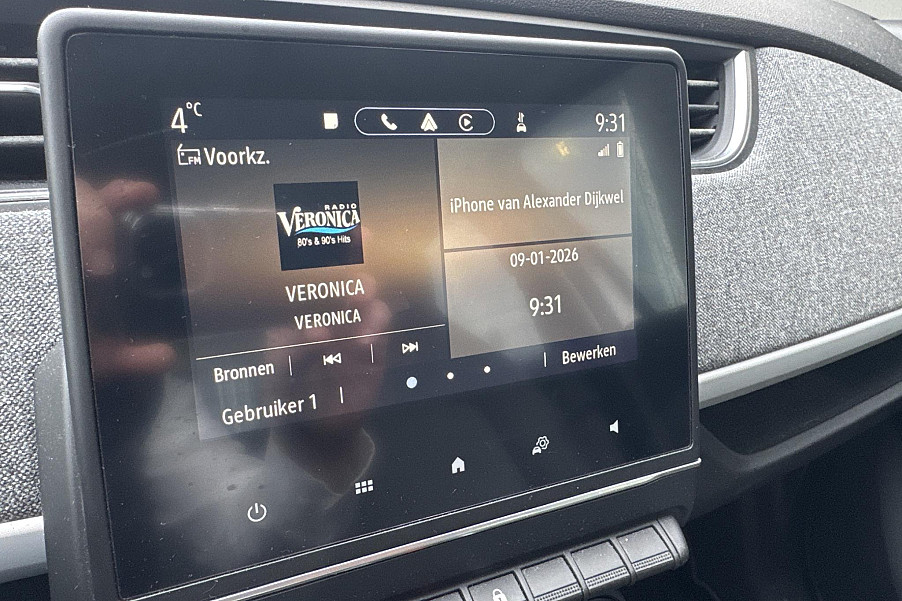 4°C
9:31
FM Voorkz.
RADIO
VERONICA
80's & 90's Hits
VERONICA
VERONICA
iPhone van Alexander Dijkwel
09-01-2026
9:31
Bronnen
Bewerken
Gebruiker 1